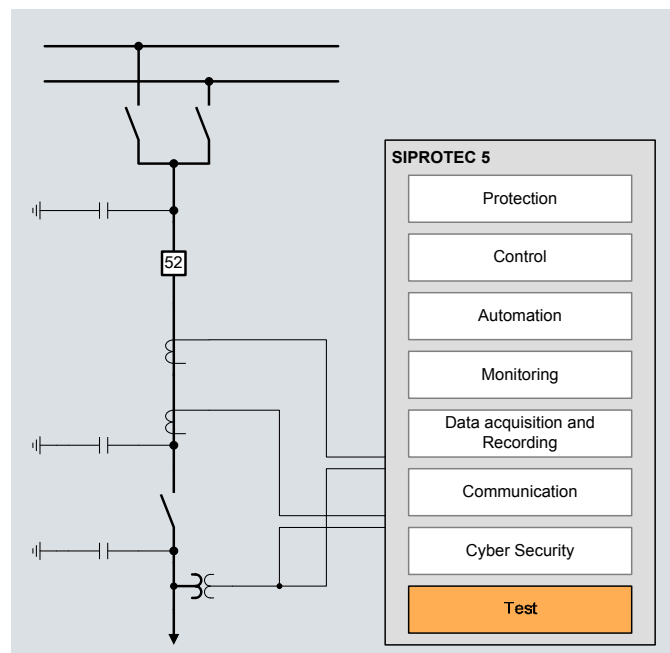 SIPROTEC 5
Protection
Control
52
Automation
Monitoring
Data acquisition and
Recording
Communication
Cyber Security
Test